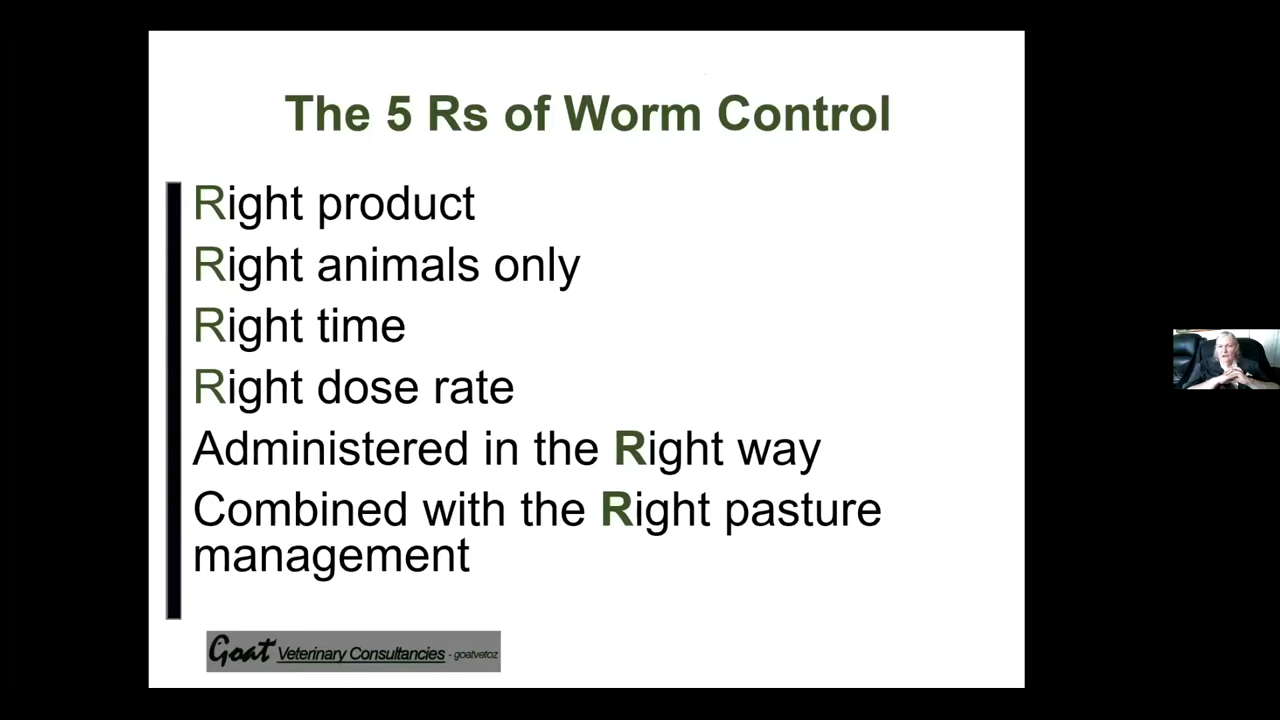 The 5 Rs of Worm Control
Right product
Right animals only
Right time
Right dose rate
Administered in the Right way
Combined with the Right pasture
management
Goat Veterinary Consultancies - goatvetoz